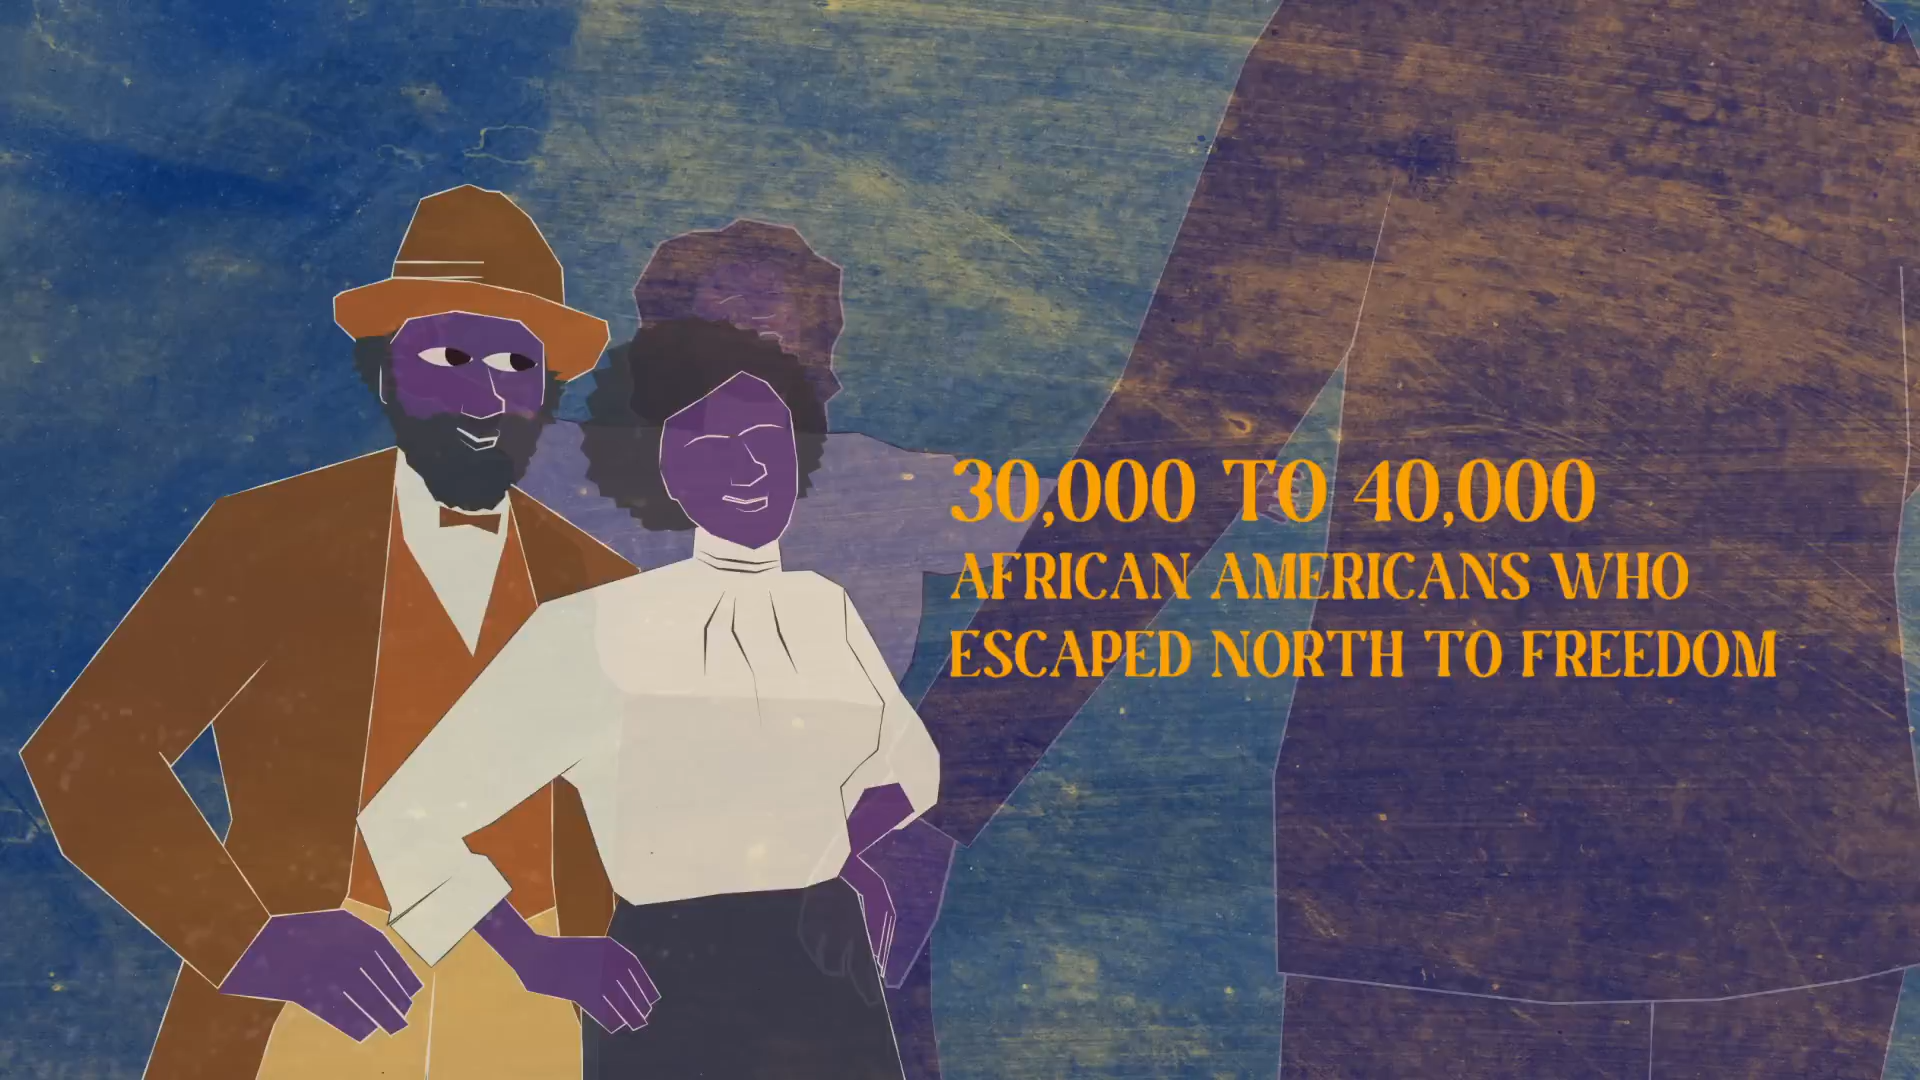 30,000 TO 40,000
AFRICAN AMERICANS WHO
ESCAPED NORTH TO FREEDOM